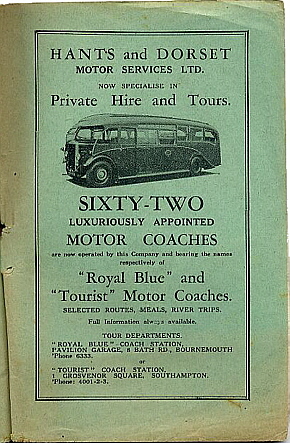 HANTS and DORSET
MOTOR SERVICES LTD.
NOW SPECIALISE IN
Private Hire and Tours.
SIXTY-TWO
LUXURIOUSLY APPOINTED
MOTOR COACHES
are now operated by this Company and bearing the names
respectively of
"Royal Blue" and
"Tourist" Motor Coaches.
SELECTED ROUTES, MEALS, RIVER TRIPS.
Full Information always available.
TOUR DEPARTMENTS.
"ROYAL BLUE" COACH STATION,
PAVILION GARAGE, 8 BATH RD., BOURNEMOUTH
'Phone 6333.
or
"TOURIST" COACH STATION,
1 GROSVENOR SQUARE, SOUTHAMPTON.
'Phone: 4001-2-3.